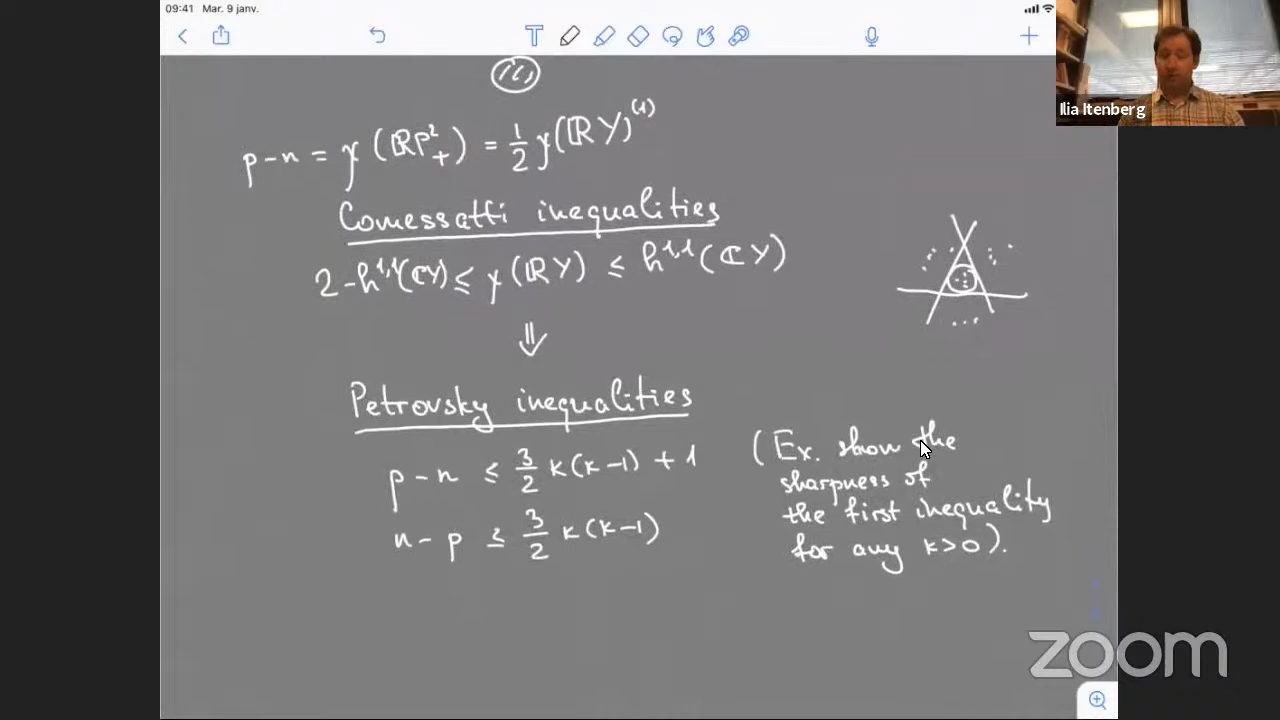 09:41 Mar. 9 janv.
Ilia Itenberg
(11)
p-n = χ(ℝP²₊) = ½ χ(ℝY)⁽¹⁾
Comessatti inequalities
2-h¹'¹(ℂY) ≤ χ(ℝY) ≤ h¹'¹(ℂY)
⇓
Petrovsky inequalities
p-n ≤ 3/2 k(k-1) + 1
n-p ≤ 3/2 k(k-1)
(Ex. show the
sharpness of
the first inequality
for any k>0).
zoom